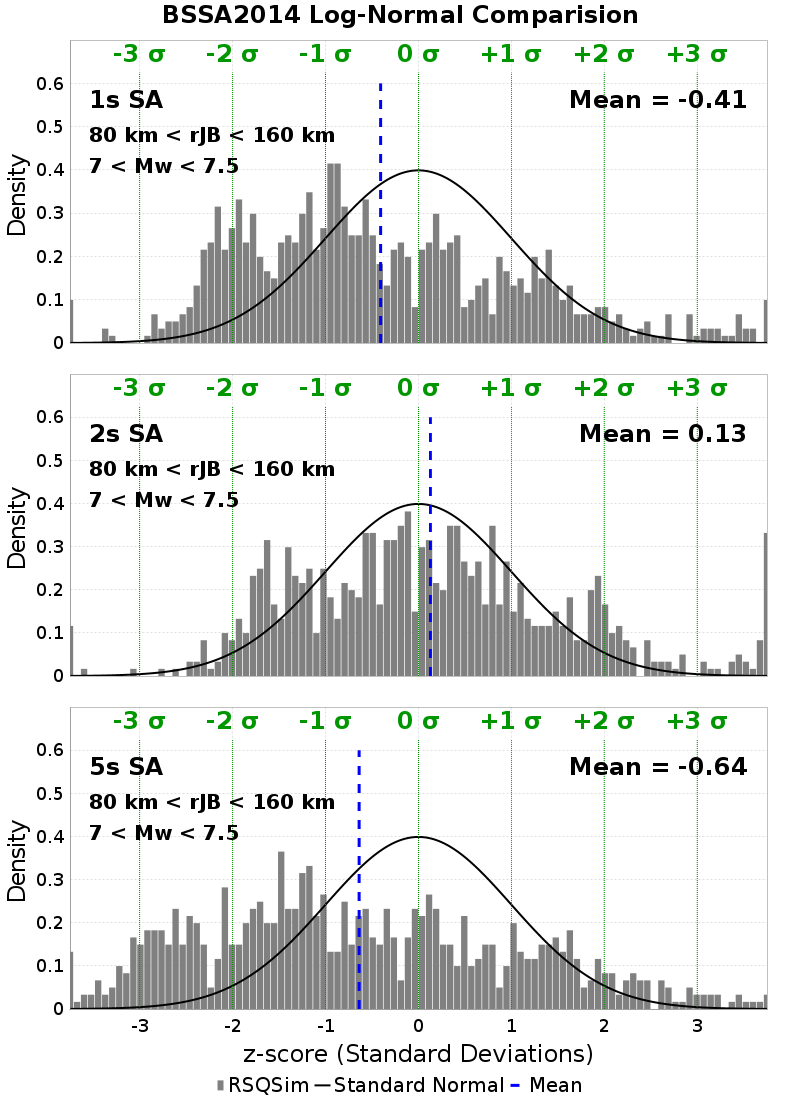 BSSA2014 Log-Normal Comparision
-3 σ -2 σ -1 σ 0 σ +1 σ +2 σ +3 σ
1s SA
Mean = -0.41
80 km < rJB < 160 km
7 < Mw < 7.5
0.6
0.5
0.4
0.3
0.2
0.1
0
Density
-3 σ -2 σ -1 σ 0 σ +1 σ +2 σ +3 σ
2s SA
Mean = 0.13
80 km < rJB < 160 km
7 < Mw < 7.5
0.6
0.5
0.4
0.3
0.2
0.1
0
Density
-3 σ -2 σ -1 σ 0 σ +1 σ +2 σ +3 σ
5s SA
Mean = -0.64
80 km < rJB < 160 km
7 < Mw < 7.5
0.6
0.5
0.4
0.3
0.2
0.1
0
Density
-3 -2 -1 0 1 2 3
z-score (Standard Deviations)
RSQSim Standard Normal Mean